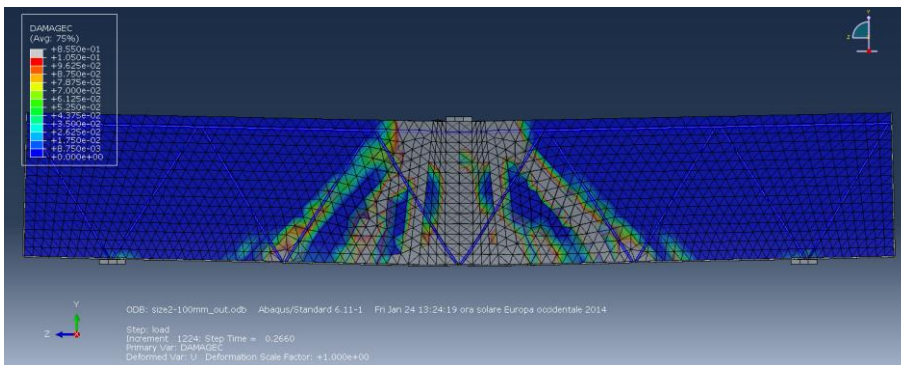 DAMAGEC
(Avg: 75%)
+8.550e-01
+1.050e-01
+9.625e-02
+8.750e-02
+7.875e-02
+7.000e-02
+6.125e-02
+5.250e-02
+4.375e-02
+3.500e-02
+2.625e-02
+1.750e-02
+8.750e-03
+0.000e+00
Y
Z
Y
Z
ODB: size2-100mm_out.odb Abaqus/Standard 6.11-1 Fri Jan 24 13:24:19 ora solare Europa occidentale 2014
Step: load
Increment 1224: Step Time = 0.2660
Primary Var: DAMAGEC
Deformed Var: U Deformation Scale Factor: +1.000e+00